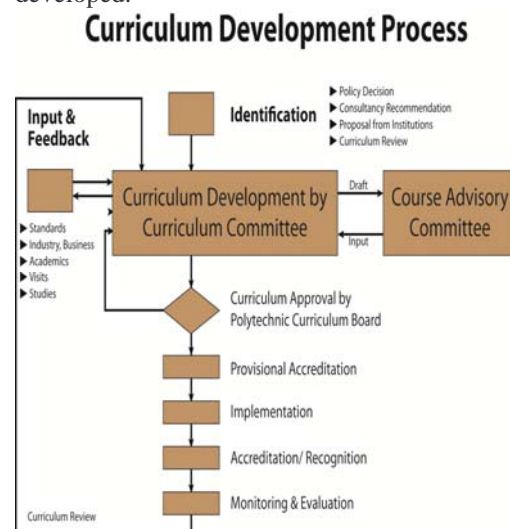 developed.
Curriculum Development Process
Input &
Feedback
Identification
▶ Policy Decision
▶ Consultancy Recommendation
▶ Proposal from Institutions
▶ Curriculum Review
Curriculum Development by
Curriculum Committee
Draft
Input
Course Advisory
Committee
▶ Standards
▶ Industry, Business
▶ Academics
▶ Visits
▶ Studies
Curriculum Approval by
Polytechnic Curriculum Board
Provisional Accreditation
Implementation
Accreditation/ Recognition
Monitoring & Evaluation
Curriculum Review